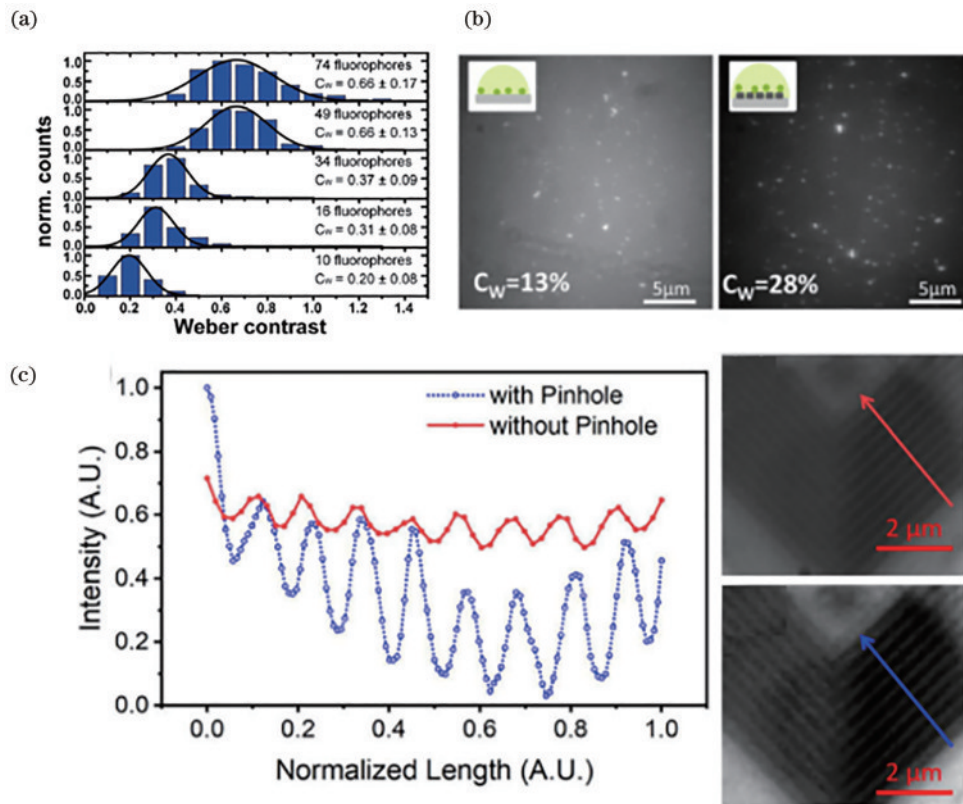 (a)
norm. counts
1.0
0.5
0.0
74 fluorophores
C_W = 0.66 ± 0.17
1.0
0.5
0.0
49 fluorophores
C_W = 0.66 ± 0.13
1.0
0.5
0.0
34 fluorophores
C_W = 0.37 ± 0.09
1.0
0.5
0.0
16 fluorophores
C_W = 0.31 ± 0.08
1.0
0.5
0.0
10 fluorophores
C_W = 0.20 ± 0.08
0.0 0.2 0.4 0.6 0.8 1.0 1.2 1.4
Weber contrast
(b)
C_W=13%
5μm
C_W=28%
5μm
(c)
Intensity (A.U.)
1.0
0.8
0.6
0.4
0.2
0.0
with Pinhole
without Pinhole
0.0 0.2 0.4 0.6 0.8 1.0
Normalized Length (A.U.)
2 μm
2 μm